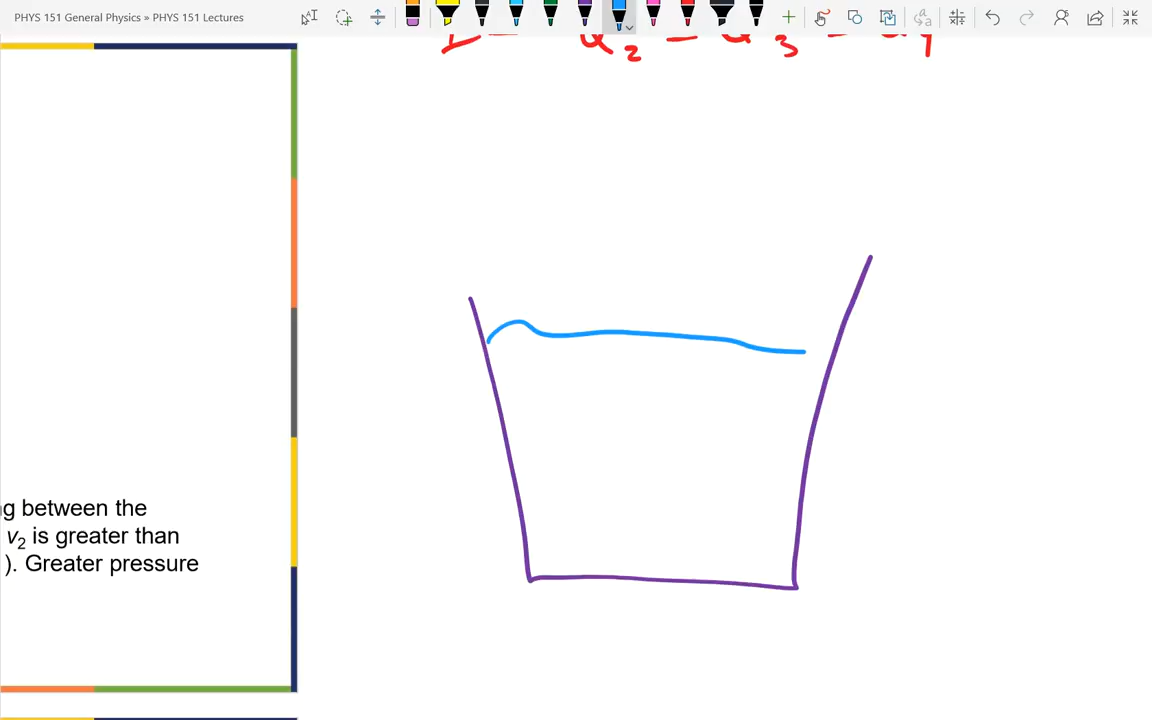 PHYS 151 General Physics » PHYS 151 Lectures
g between the
v₂ is greater than
). Greater pressure